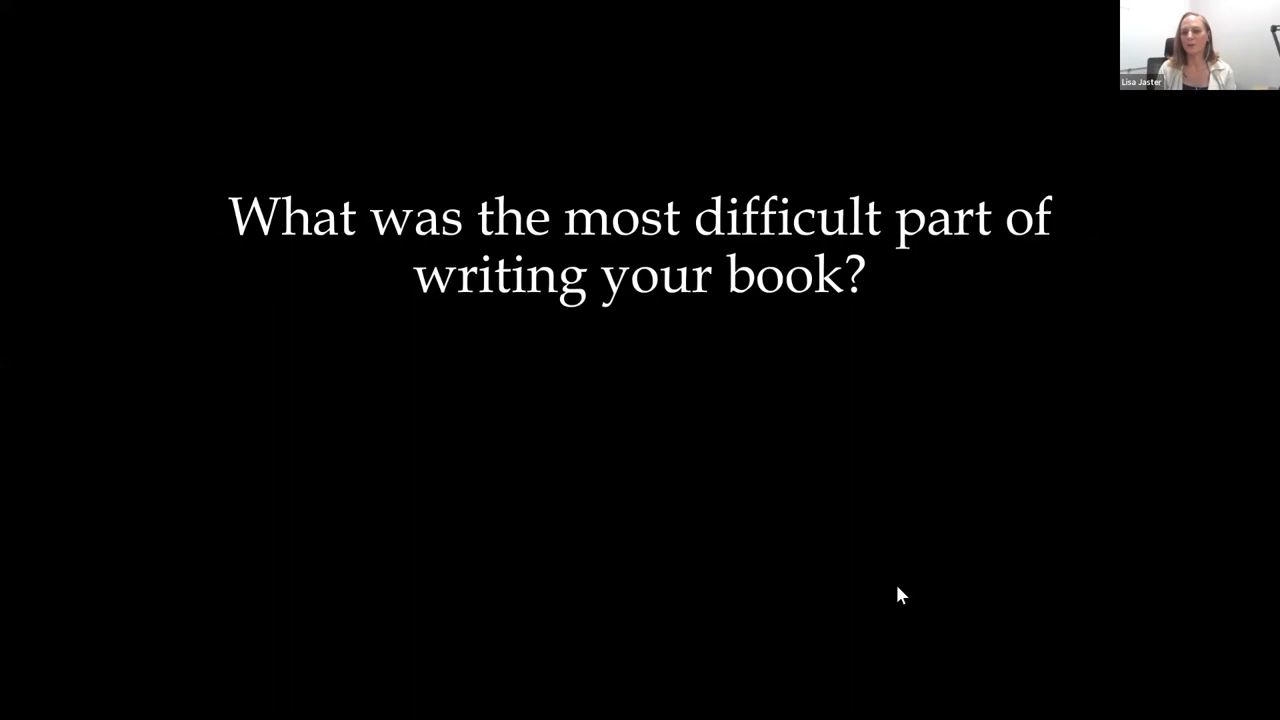 Lisa Jaster
What was the most difficult part of
writing your book?